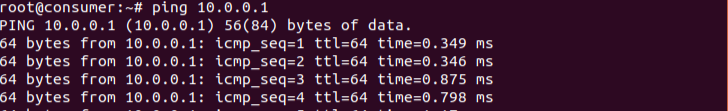 root@consumer:~# ping 10.0.0.1
PING 10.0.0.1 (10.0.0.1) 56(84) bytes of data.
64 bytes from 10.0.0.1: icmp_seq=1 ttl=64 time=0.349 ms
64 bytes from 10.0.0.1: icmp_seq=2 ttl=64 time=0.346 ms
64 bytes from 10.0.0.1: icmp_seq=3 ttl=64 time=0.875 ms
64 bytes from 10.0.0.1: icmp_seq=4 ttl=64 time=0.798 ms